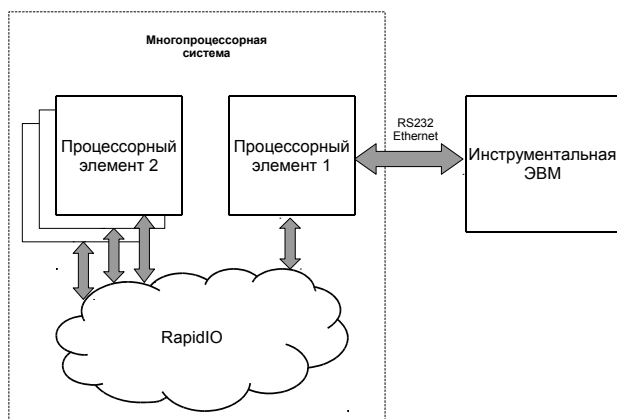 Многопроцессорная
система
Процессорный
элемент 2
Процессорный
элемент 1
RS232
Ethernet
Инструментальная
ЭВМ
RapidIO